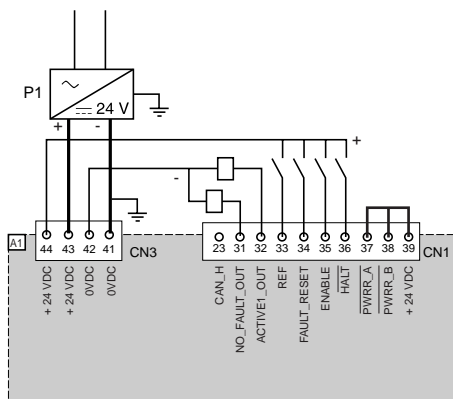 P1
24 V
+ -
+
-
A1
44 43 42 41
CN3
23 31 32 33 34 35 36 37 38 39
CN1
+ 24 VDC
+ 24 VDC
0VDC
0VDC
CAN_H
NO_FAULT_OUT
ACTIVE1_OUT
REF
FAULT_RESET
ENABLE
HALT
PWRR_A
PWRR_B
+ 24 VDC